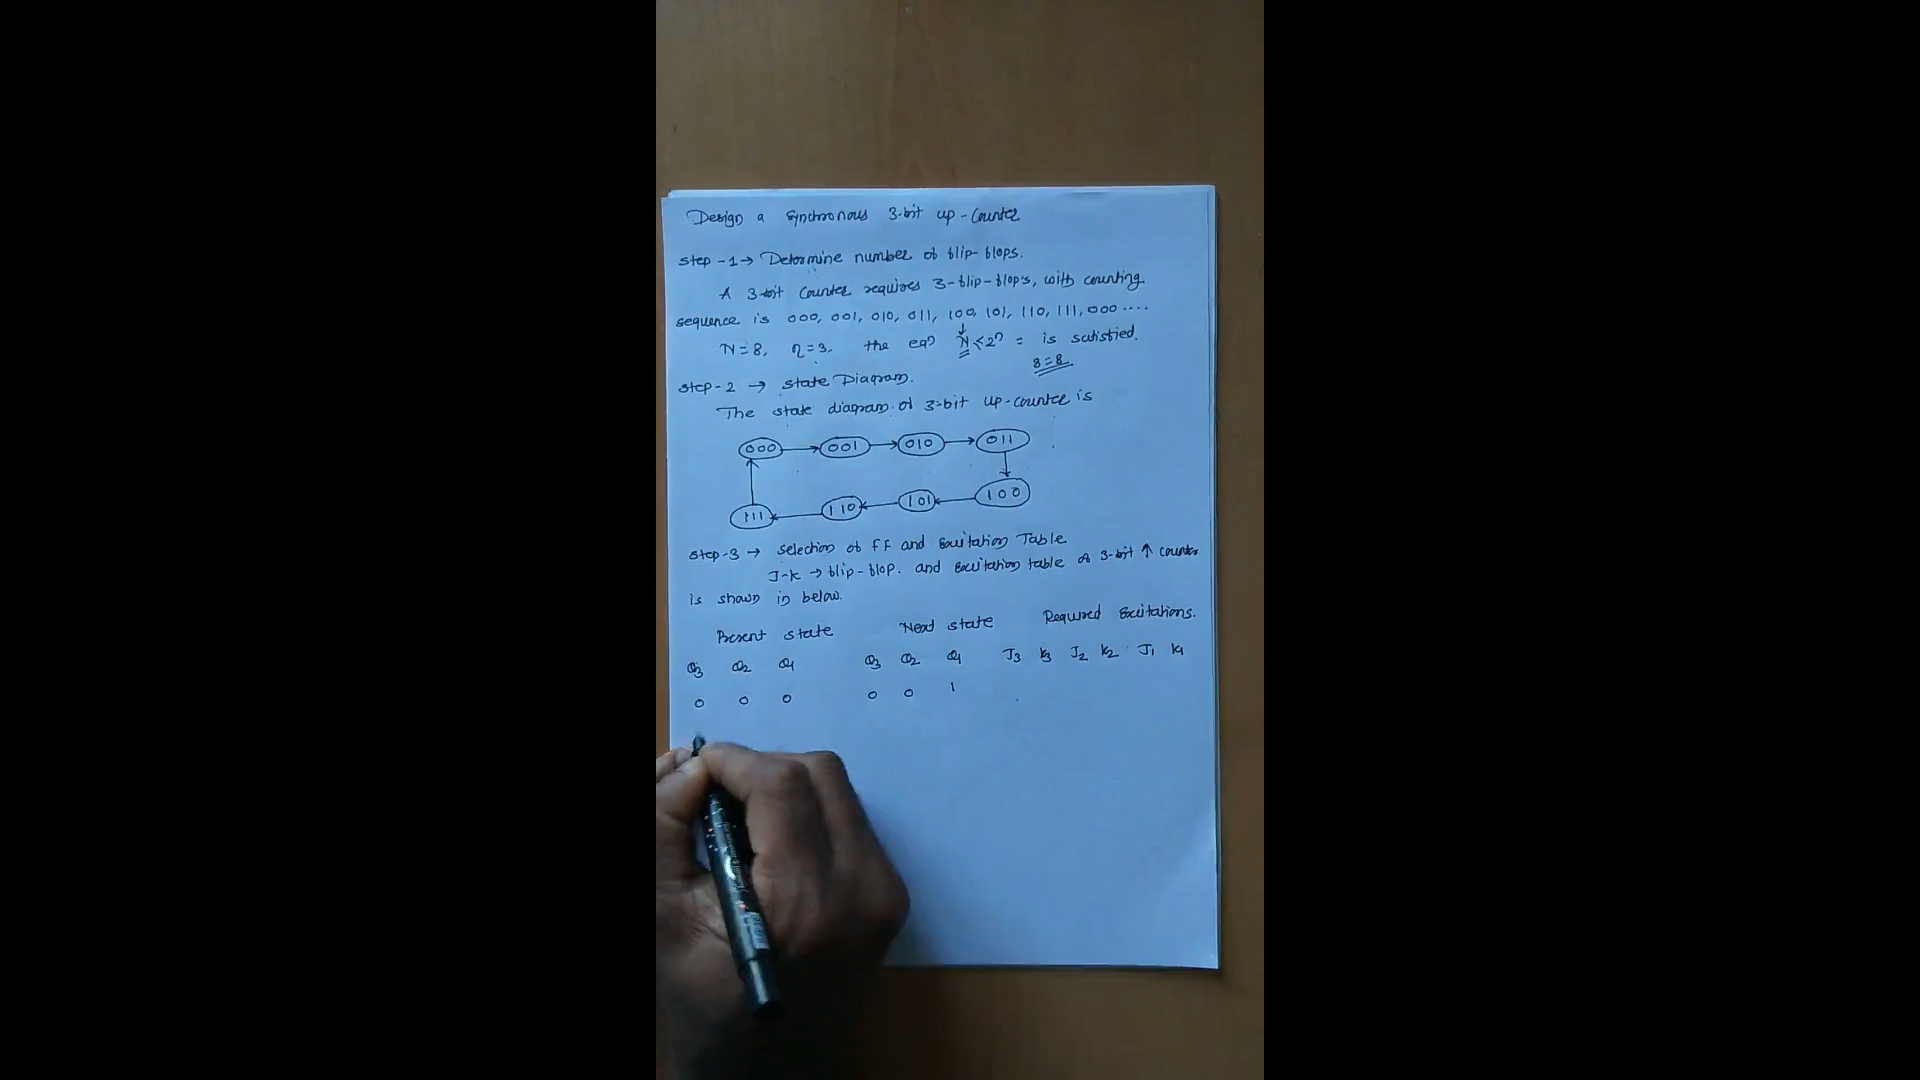 Design a Synchronous 3-bit up-Counter
Step-1→ Determine number of flip-flops.
A 3-bit Counter requires 3-flip-flops, with counting
sequence is 000, 001, 010, 011, 100, 101, 110, 111, 000....
N=8, n=3, the eqn N≤2ⁿ = is satisfied.
8=8
Step-2 → State Diagram.
The state diagram of 3-bit up-counter is
000 → 001 → 010 → 011
111 ← 110 ← 101 ← 100
Step-3 → Selection of FF and Excitation Table
J-K → flip-flop. and Excitation table of 3-bit ↑ counter
is shown in below.
Present state Next state Required Excitations.
Q3 Q2 Q1 Q3 Q2 Q1 J3 K3 J2 K2 J1 K1
0 0 0 0 0 1